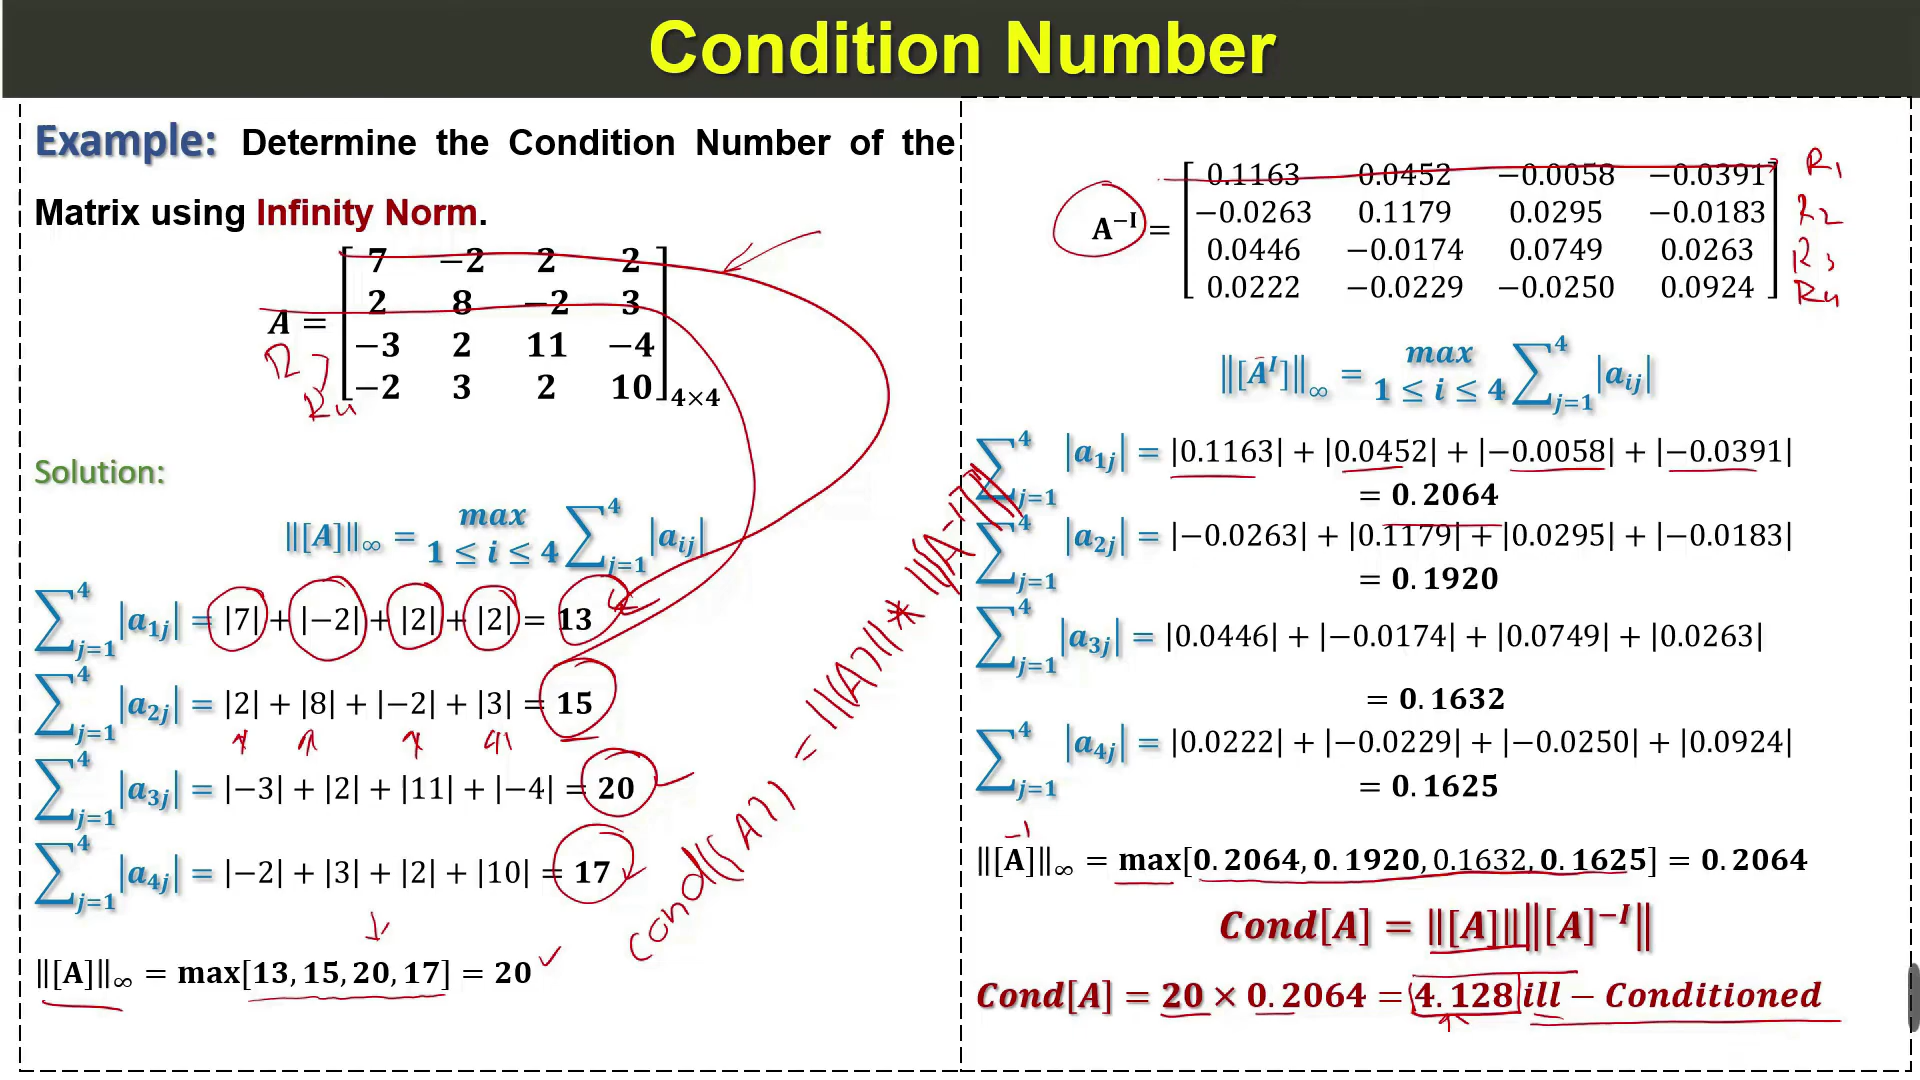 Condition Number
Example: Determine the Condition Number of the
Matrix using Infinity Norm.
A = [7 −2 2 2
2 8 −2 3
−3 2 11 −4
−2 3 2 10]4×4
R3
R4
Solution:
‖[A]‖∞ = max 1 ≤ i ≤ 4 ∑j=1 4 |aij|
∑j=1 4 |a1j| = |7| + |−2| + |2| + |2| = 13
∑j=1 4 |a2j| = |2| + |8| + |−2| + |3| = 15
∑j=1 4 |a3j| = |−3| + |2| + |11| + |−4| = 20
∑j=1 4 |a4j| = |−2| + |3| + |2| + |10| = 17
‖[A]‖∞ = max[13, 15, 20, 17] = 20
cond([A]) = ||[A]|| * ||[A⁻¹]||
A⁻ᴵ = [0.1163 0.0452 −0.0058 −0.0391] R1
−0.0263 0.1179 0.0295 −0.0183 R2
0.0446 −0.0174 0.0749 0.0263 R3
0.0222 −0.0229 −0.0250 0.0924 R4
‖[A⁻ᴵ]‖∞ = max 1 ≤ i ≤ 4 ∑j=1 4 |aij|
∑j=1 4 |a1j| = |0.1163| + |0.0452| + |−0.0058| + |−0.0391|
= 0.2064
∑j=1 4 |a2j| = |−0.0263| + |0.1179| + |0.0295| + |−0.0183|
= 0.1920
∑j=1 4 |a3j| = |0.0446| + |−0.0174| + |0.0749| + |0.0263|
= 0.1632
∑j=1 4 |a4j| = |0.0222| + |−0.0229| + |−0.0250| + |0.0924|
= 0.1625
‖[A]⁻¹‖∞ = max[0.2064, 0.1920, 0.1632, 0.1625] = 0.2064
Cond[A] = ‖[A]‖‖[A]⁻ᴵ‖
Cond[A] = 20 × 0.2064 = 4.128 ill − Conditioned